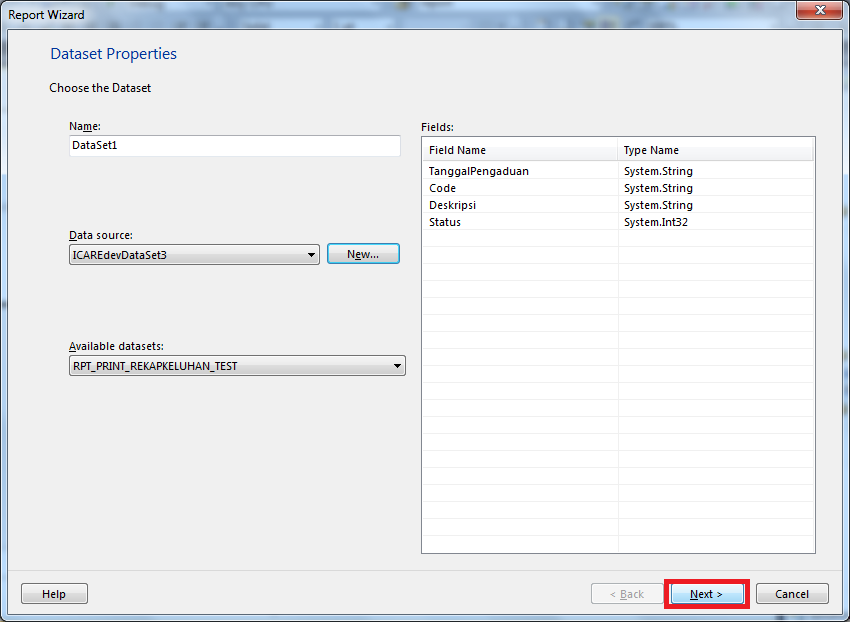 Report Wizard
Dataset Properties
Choose the Dataset
Name:
DataSet1
Data source:
ICAREdevDataSet3
New...
Available datasets:
RPT_PRINT_REKAPKELUHAN_TEST
Fields:
Field Name Type Name
TanggalPengaduan System.String
Code System.String
Deskripsi System.String
Status System.Int32
Help
< Back
Next >
Cancel